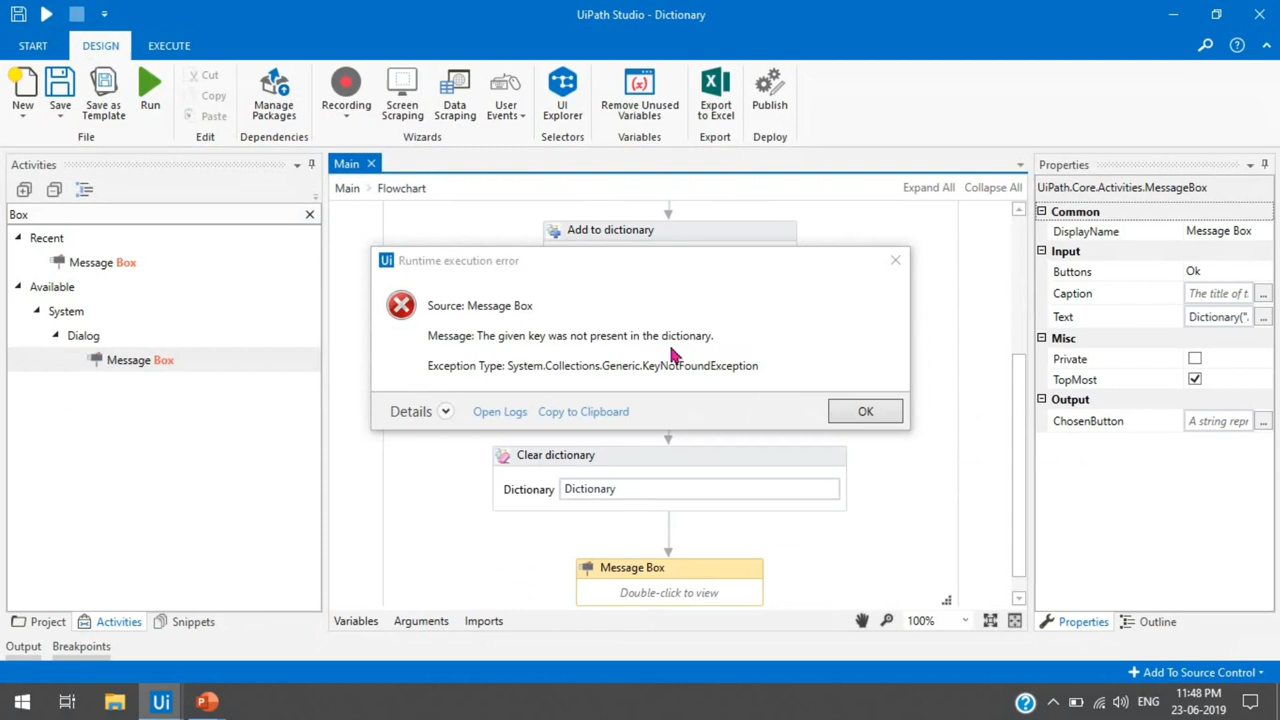 UiPath Studio - Dictionary
START
DESIGN
EXECUTE
New
Save
Save as
Template
Run
Cut
Copy
Paste
Manage
Packages
Recording
Screen
Scraping
Data
Scraping
User
Events
UI
Explorer
Remove Unused
Variables
Export
to Excel
Publish
File
Edit
Dependencies
Wizards
Selectors
Variables
Export
Deploy
Activities
Box
Recent
Message Box
Available
System
Dialog
Message Box
Main
Main
Flowchart
Expand All
Collapse All
Add to dictionary
Ui Runtime execution error
Source: Message Box
Message: The given key was not present in the dictionary.
Exception Type: System.Collections.Generic.KeyNotFoundException
Details
Open Logs
Copy to Clipboard
OK
Clear dictionary
Dictionary
Dictionary
Message Box
Double-click to view
Properties
UiPath.Core.Activities.MessageBox
Common
DisplayName
Message Box
Input
Buttons
Ok
Caption
The title of t
...
Text
Dictionary(".
...
Misc
Private
TopMost
Output
ChosenButton
A string repr
...
Project
Activities
Snippets
Variables
Arguments
Imports
100%
Properties
Outline
Output
Breakpoints
Add To Source Control
Ui
P
ENG
11:48 PM
23-06-2019